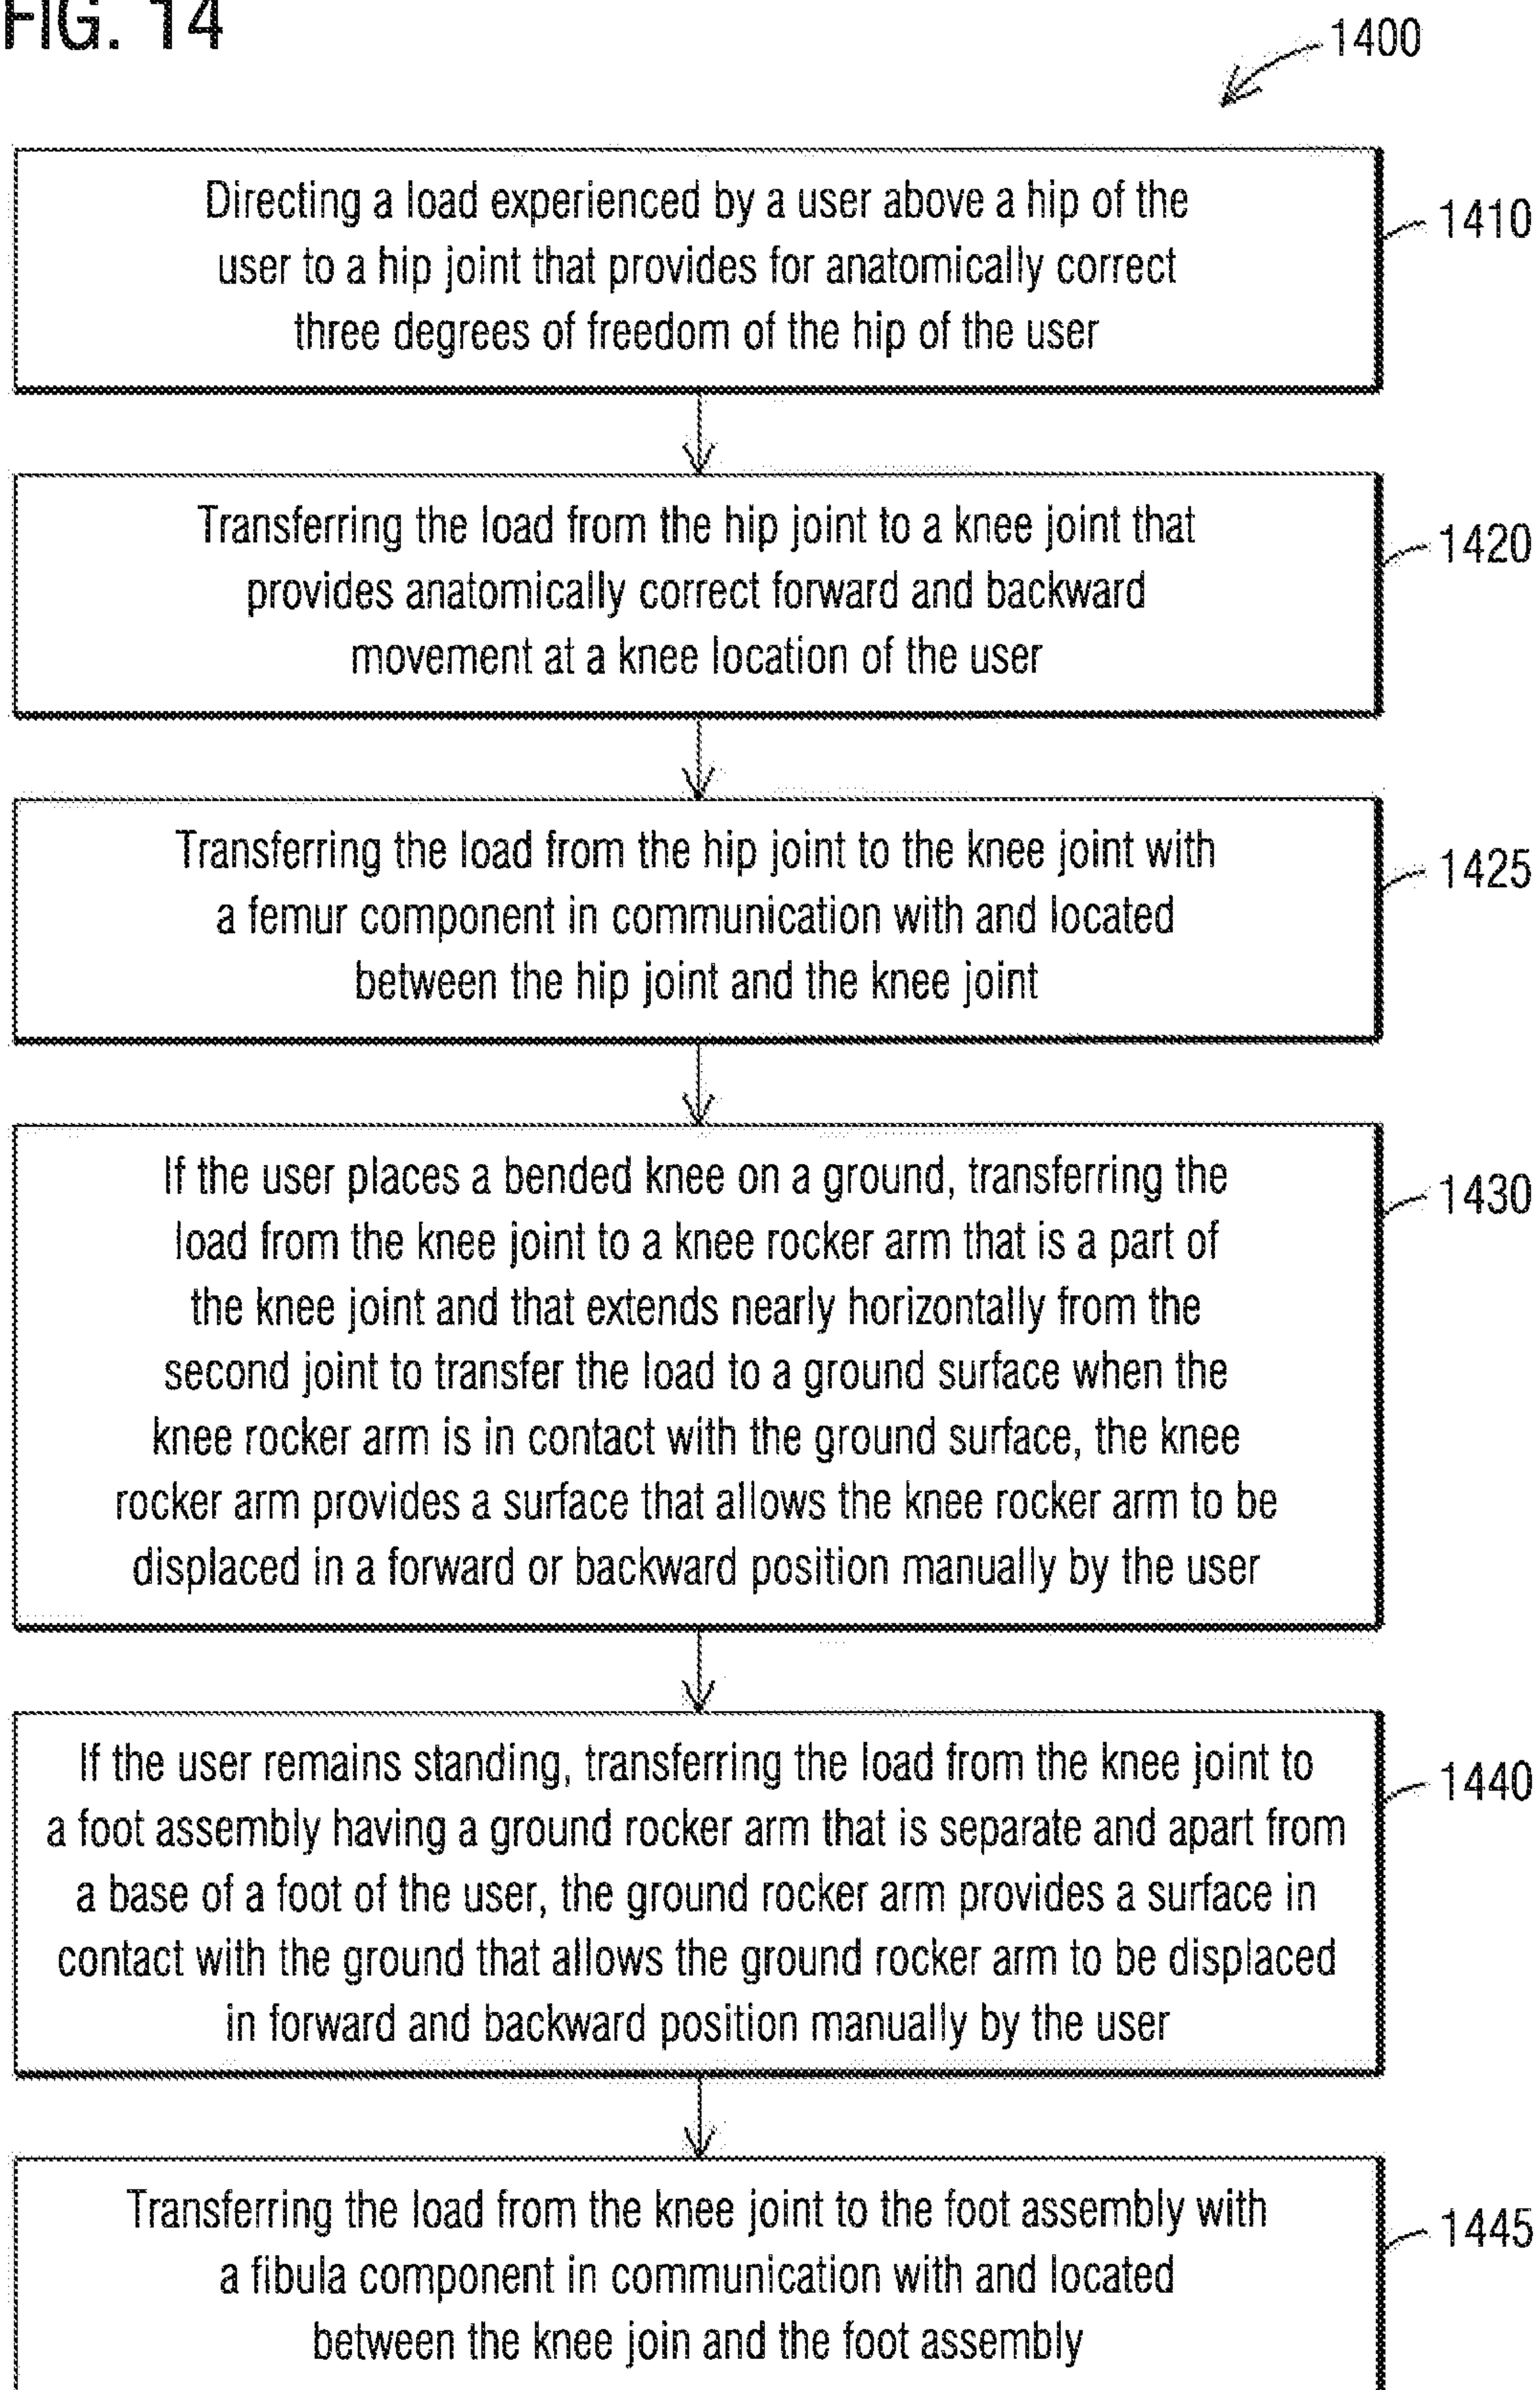 FIG. 14
1400
Directing a load experienced by a user above a hip of the
user to a hip joint that provides for anatomically correct
three degrees of freedom of the hip of the user
1410
Transferring the load from the hip joint to a knee joint that
provides anatomically correct forward and backward
movement at a knee location of the user
1420
Transferring the load from the hip joint to the knee joint with
a femur component in communication with and located
between the hip joint and the knee joint
1425
If the user places a bended knee on a ground, transferring the
load from the knee joint to a knee rocker arm that is a part of
the knee joint and that extends nearly horizontally from the
second joint to transfer the load to a ground surface when the
knee rocker arm is in contact with the ground surface, the knee
rocker arm provides a surface that allows the knee rocker arm to be
displaced in a forward or backward position manually by the user
1430
If the user remains standing, transferring the load from the knee joint to
a foot assembly having a ground rocker arm that is separate and apart from
a base of a foot of the user, the ground rocker arm provides a surface in
contact with the ground that allows the ground rocker arm to be displaced
in forward and backward position manually by the user
1440
Transferring the load from the knee joint to the foot assembly with
a fibula component in communication with and located
between the knee join and the foot assembly
1445